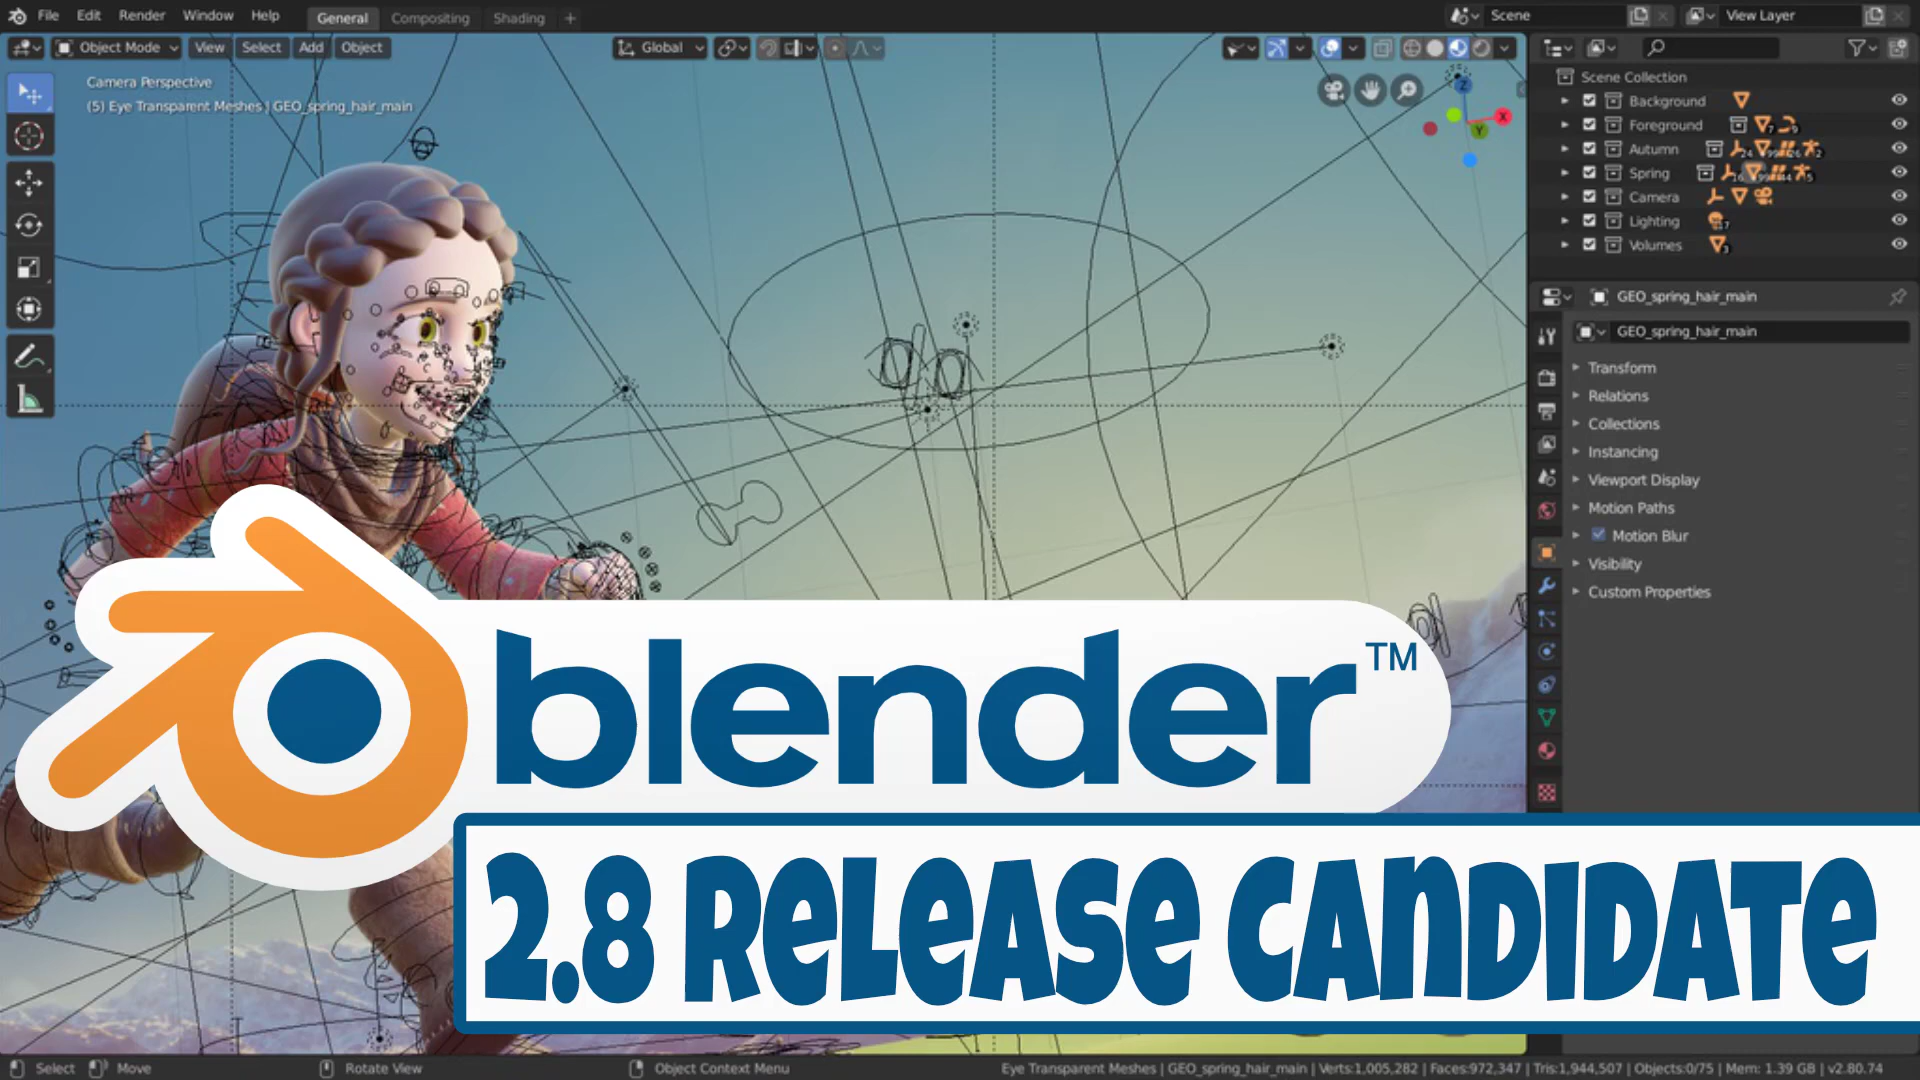 File Edit Render Window Help General Compositing Shading + Scene View Layer
Object Mode View Select Add Object Global
Camera Perspective
(5) Eye Transparent Meshes | GEO_spring_hair_main
Z
X
Y
Scene Collection
Background
Foreground
Autumn
Spring
Camera
Lighting
Volumes
GEO_spring_hair_main
GEO_spring_hair_main
Transform
Relations
Collections
Instancing
Viewport Display
Motion Paths
Motion Blur
Visibility
Custom Properties
blender™
2.8 Release Candidate
Select Move Rotate View Object Context Menu Eye Transparent Meshes | GEO_spring_hair_main | Verts:1,005,282 | Faces:972,347 | Tris:1,944,507 | Objects:0/75 | Mem: 1.39 GB | v2.80.74